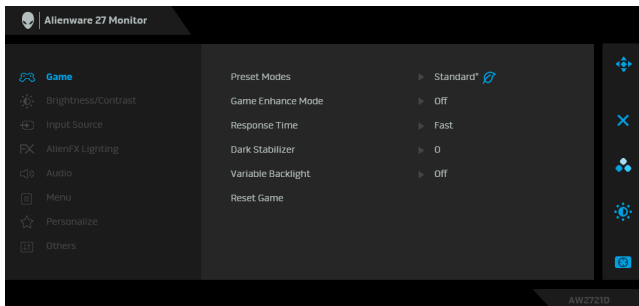 Alienware 27 Monitor
Game
Brightness/Contrast
Input Source
FX AlienFX Lighting
Audio
Menu
Personalize
Others
Preset Modes Standard*
Game Enhance Mode Off
Response Time Fast
Dark Stabilizer 0
Variable Backlight Off
Reset Game
AW2721D